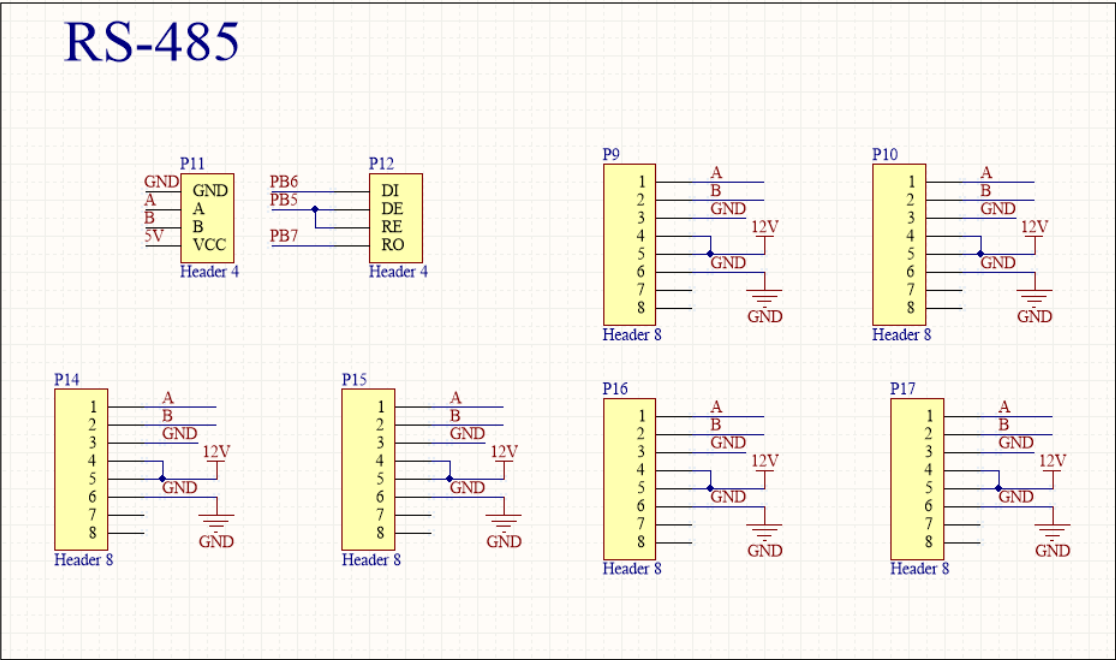 RS-485
P11
GND GND
A A
B B
5V VCC
Header 4
P12
PB6 DI
PB5 DE
RE
PB7 RO
Header 4
P9
1 A
2 B
3 GND
4 12V
5
6 GND
7
8 GND
Header 8
P10
1 A
2 B
3 GND
4 12V
5
6 GND
7
8 GND
Header 8
P14
1 A
2 B
3 GND
4 12V
5
6 GND
7
8 GND
Header 8
P15
1 A
2 B
3 GND
4 12V
5
6 GND
7
8 GND
Header 8
P16
1 A
2 B
3 GND
4 12V
5
6 GND
7
8 GND
Header 8
P17
1 A
2 B
3 GND
4 12V
5
6 GND
7
8 GND
Header 8